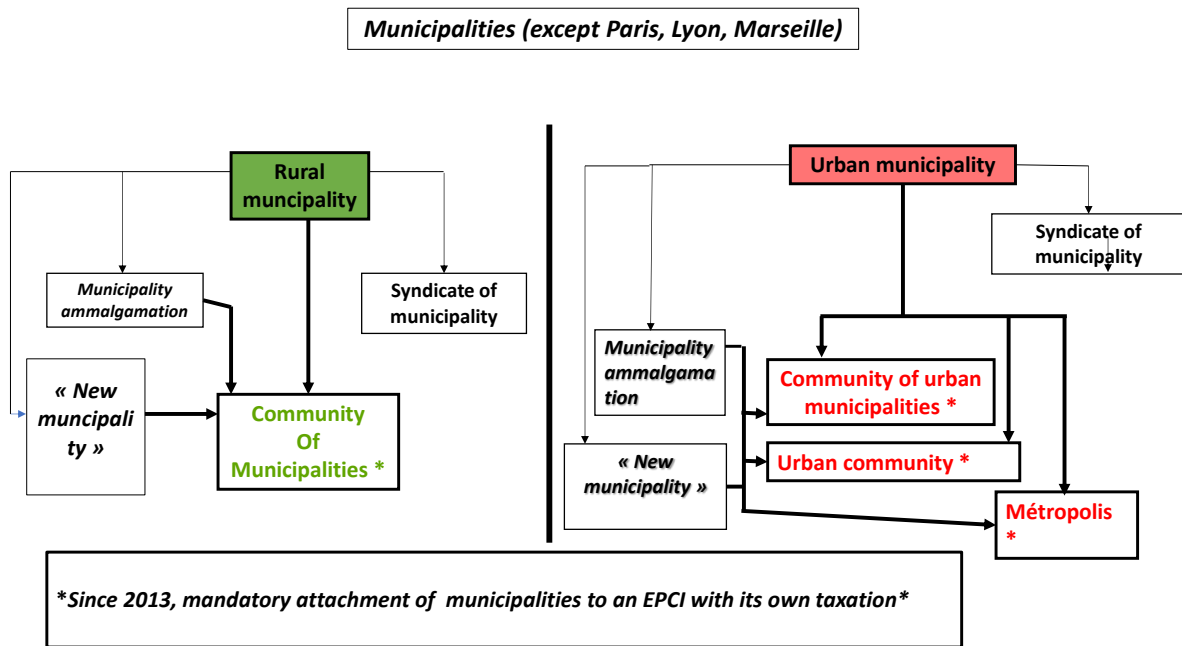 Municipalities (except Paris, Lyon, Marseille)
Rural
muncipality
Municipality
ammalgamation
Syndicate of
municipality
« New
muncipali
ty »
Community
Of
Municipalities *
Urban municipality
Syndicate of
municipality
Municipality
ammalgama
tion
Community of urban
municipalities *
« New
municipality »
Urban community *
Métropolis
*
*Since 2013, mandatory attachment of municipalities to an EPCI with its own taxation*